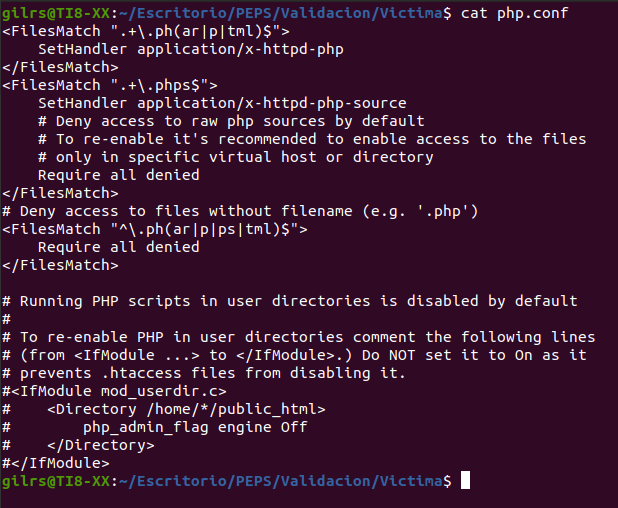 gilrs@TI8-XX:~/Escritorio/PEPS/Validacion/Victima$ cat php.conf
<FilesMatch ".+\.ph(ar|p|tml)$">
    SetHandler application/x-httpd-php
</FilesMatch>
<FilesMatch ".+\.phps$">
    SetHandler application/x-httpd-php-source
    # Deny access to raw php sources by default
    # To re-enable it's recommended to enable access to the files
    # only in specific virtual host or directory
    Require all denied
</FilesMatch>
# Deny access to files without filename (e.g. '.php')
<FilesMatch "^\.ph(ar|p|ps|tml)$">
    Require all denied
</FilesMatch>

# Running PHP scripts in user directories is disabled by default
#
# To re-enable PHP in user directories comment the following lines
# (from <IfModule ...> to </IfModule>.) Do NOT set it to On as it
# prevents .htaccess files from disabling it.
#<IfModule mod_userdir.c>
#    <Directory /home/*/public_html>
#        php_admin_flag engine Off
#    </Directory>
#</IfModule>
gilrs@TI8-XX:~/Escritorio/PEPS/Validacion/Victima$